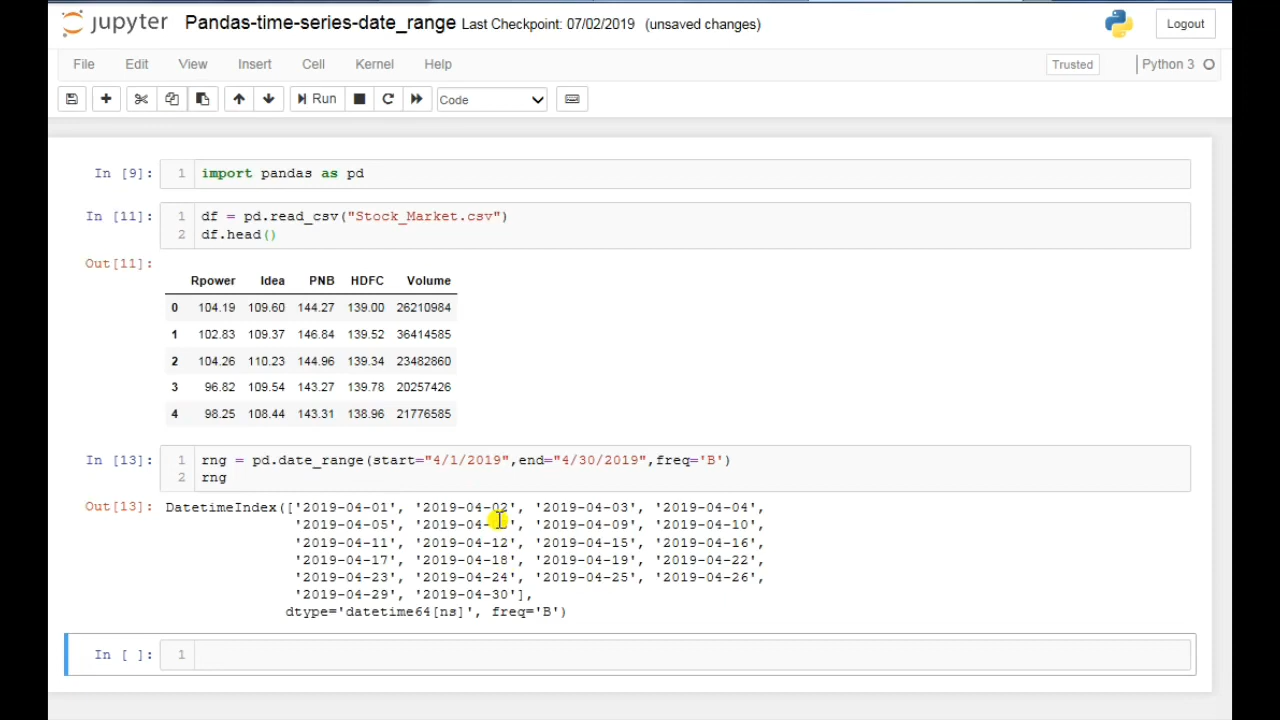 jupyter Pandas-time-series-date_range Last Checkpoint: 07/02/2019 (unsaved changes) Logout
File Edit View Insert Cell Kernel Help Trusted Python 3
Run Code
In [9]: 1 import pandas as pd
In [11]: 1 df = pd.read_csv("Stock_Market.csv")
2 df.head()
Out[11]:
Rpower Idea PNB HDFC Volume
0 104.19 109.60 144.27 139.00 26210984
1 102.83 109.37 146.84 139.52 36414585
2 104.26 110.23 144.96 139.34 23482860
3 96.82 109.54 143.27 139.78 20257426
4 98.25 108.44 143.31 138.96 21776585
In [13]: 1 rng = pd.date_range(start="4/1/2019",end="4/30/2019",freq='B')
2 rng
Out[13]: DatetimeIndex(['2019-04-01', '2019-04-02', '2019-04-03', '2019-04-04',
'2019-04-05', '2019-04- ', '2019-04-09', '2019-04-10',
'2019-04-11', '2019-04-12', '2019-04-15', '2019-04-16',
'2019-04-17', '2019-04-18', '2019-04-19', '2019-04-22',
'2019-04-23', '2019-04-24', '2019-04-25', '2019-04-26',
'2019-04-29', '2019-04-30'],
dtype='datetime64[ns]', freq='B')
In [ ]: 1